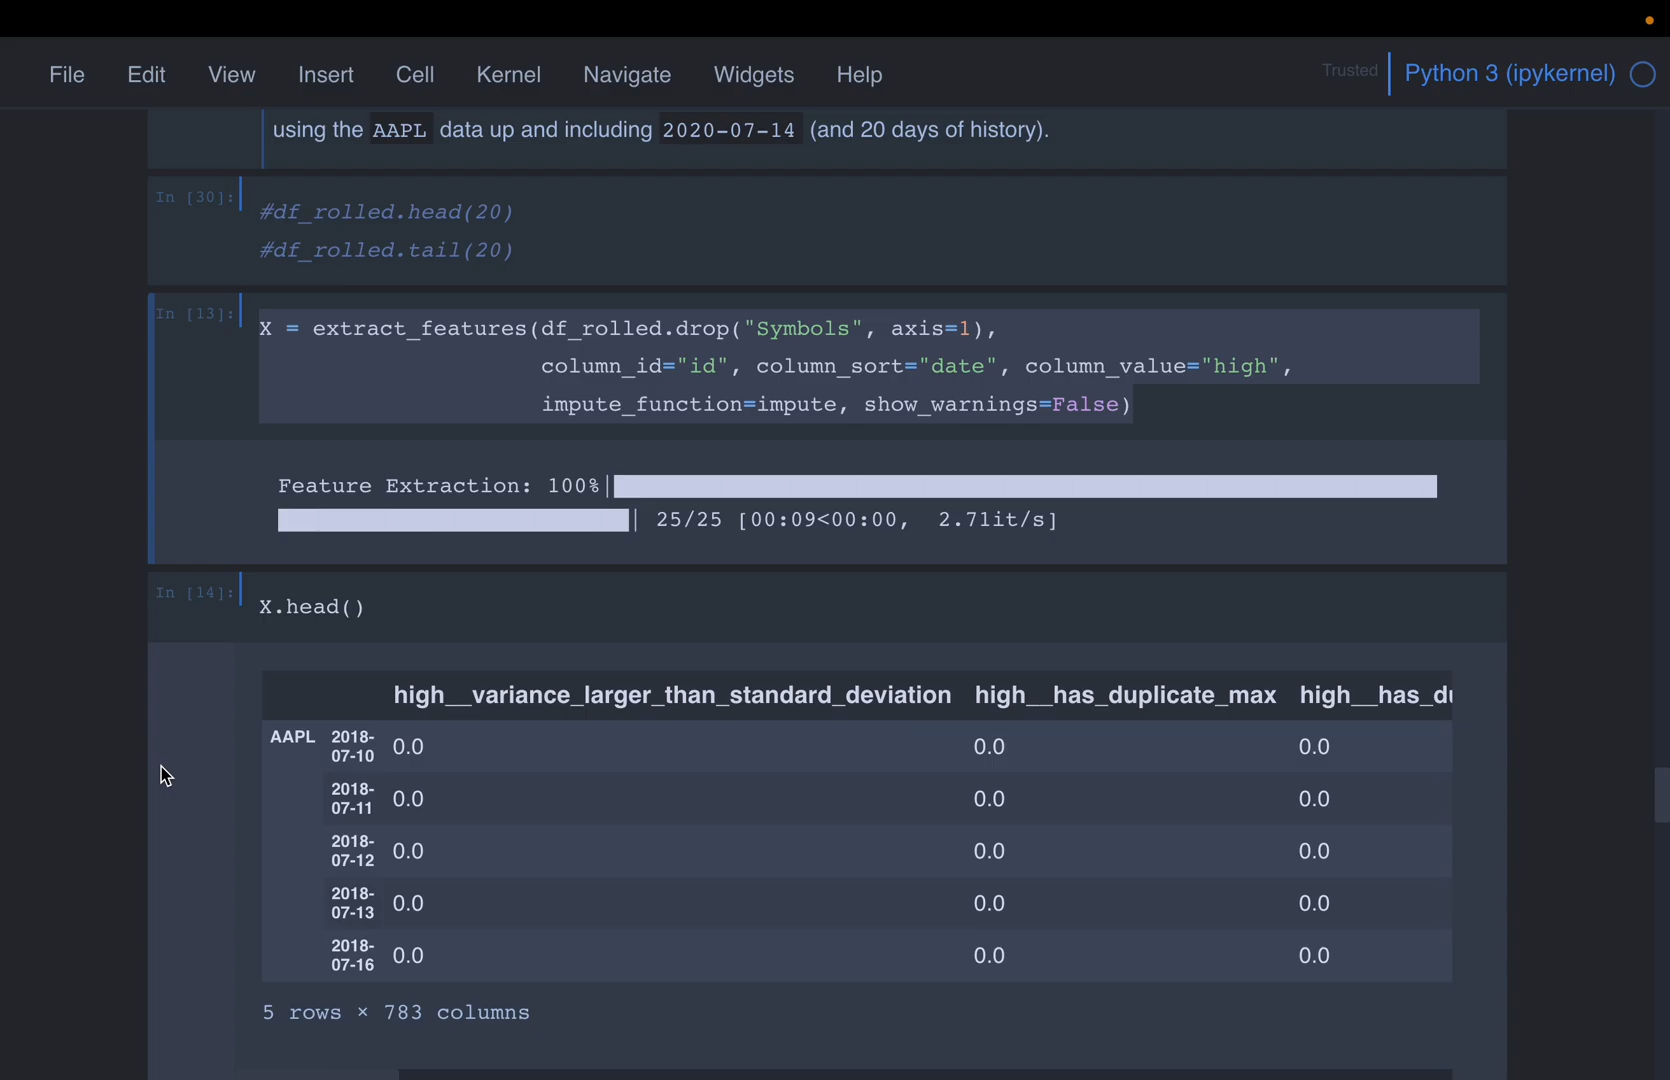 File Edit View Insert Cell Kernel Navigate Widgets Help Trusted Python 3 (ipykernel)
using the AAPL data up and including 2020-07-14 (and 20 days of history).
In [30]:
#df_rolled.head(20)
#df_rolled.tail(20)
In [13]:
X = extract_features(df_rolled.drop("Symbols", axis=1),
column_id="id", column_sort="date", column_value="high",
impute_function=impute, show_warnings=False)
Feature Extraction: 100%|
| 25/25 [00:09<00:00, 2.71it/s]
In [14]:
X.head()
high__variance_larger_than_standard_deviation high__has_duplicate_max high__has_du
AAPL 2018-07-10 0.0 0.0 0.0
2018-07-11 0.0 0.0 0.0
2018-07-12 0.0 0.0 0.0
2018-07-13 0.0 0.0 0.0
2018-07-16 0.0 0.0 0.0
5 rows × 783 columns